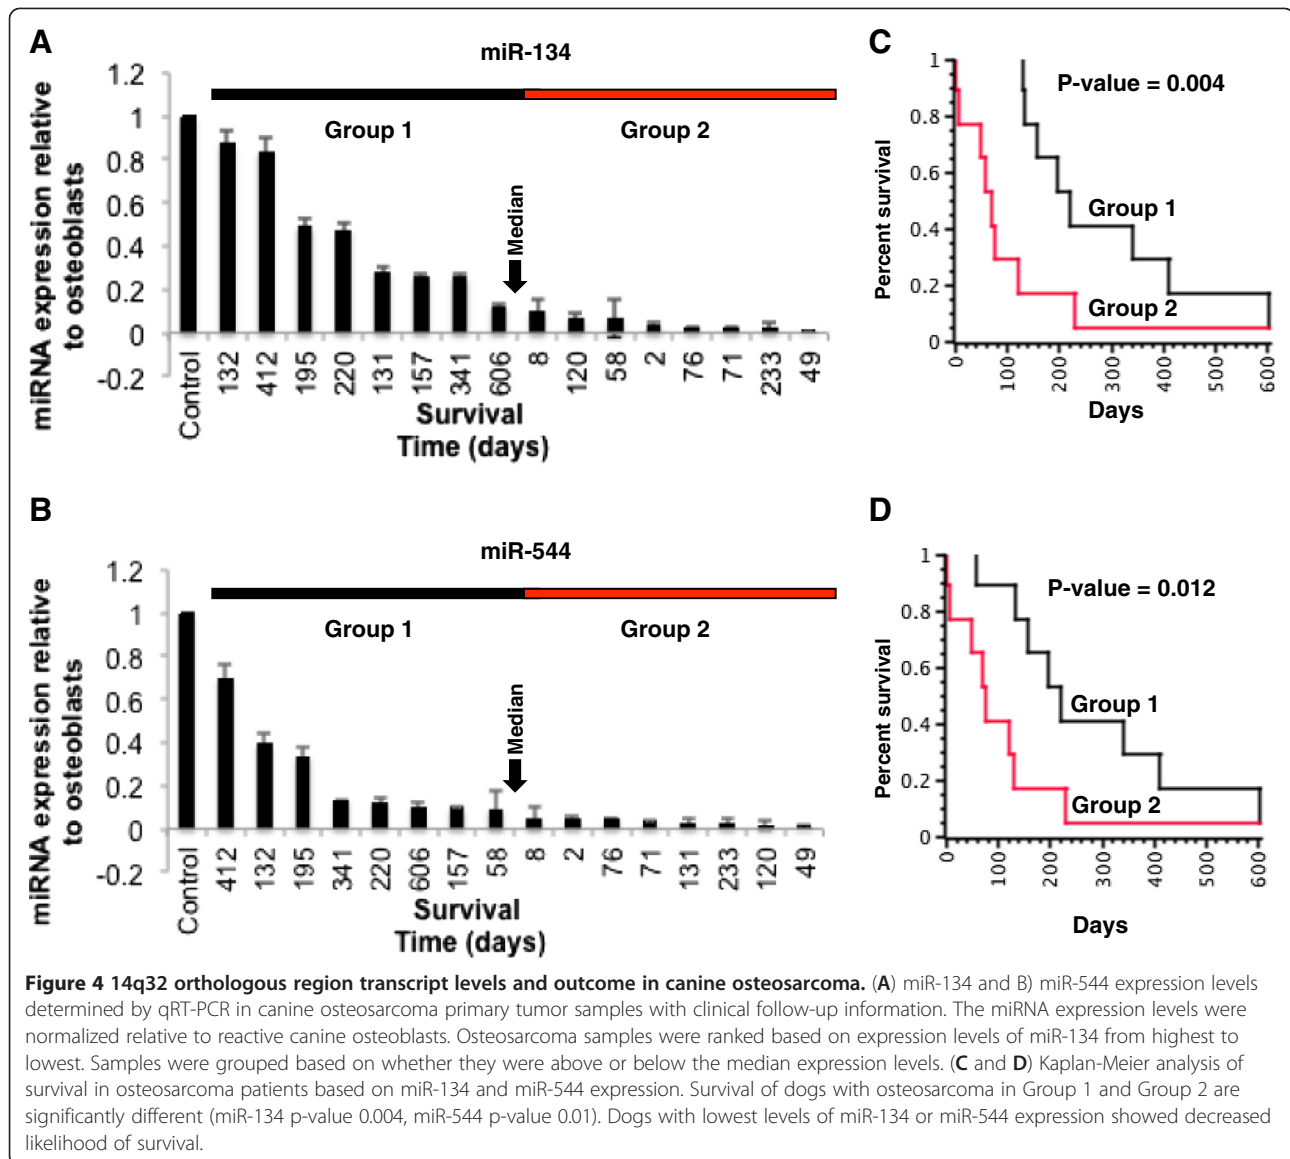 A
miR-134
miRNA expression relative
to osteoblasts
1.2
1
0.8
0.6
0.4
0.2
0
-0.2
Group 1
Group 2
Median
Control
132
412
195
220
131
157
341
606
8
120
58
2
76
71
233
49
Survival
Time (days)
C
P-value = 0.004
Percent survival
1
0.8
0.6
0.4
0.2
0
Group 1
Group 2
0
100
200
300
400
500
600
Days
B
miR-544
miRNA expression relative
to osteoblasts
1.2
1
0.8
0.6
0.4
0.2
0
-0.2
Group 1
Group 2
Median
Control
412
132
195
341
220
606
157
58
8
2
76
71
131
233
120
49
Survival
Time (days)
D
P-value = 0.012
Percent survival
1
0.8
0.6
0.4
0.2
0
Group 1
Group 2
0
100
200
300
400
500
600
Days
Figure 4 14q32 orthologous region transcript levels and outcome in canine osteosarcoma. (A) miR-134 and B) miR-544 expression levels
determined by qRT-PCR in canine osteosarcoma primary tumor samples with clinical follow-up information. The miRNA expression levels were
normalized relative to reactive canine osteoblasts. Osteosarcoma samples were ranked based on expression levels of miR-134 from highest to
lowest. Samples were grouped based on whether they were above or below the median expression levels. (C and D) Kaplan-Meier analysis of
survival in osteosarcoma patients based on miR-134 and miR-544 expression. Survival of dogs with osteosarcoma in Group 1 and Group 2 are
significantly different (miR-134 p-value 0.004, miR-544 p-value 0.01). Dogs with lowest levels of miR-134 or miR-544 expression showed decreased
likelihood of survival.